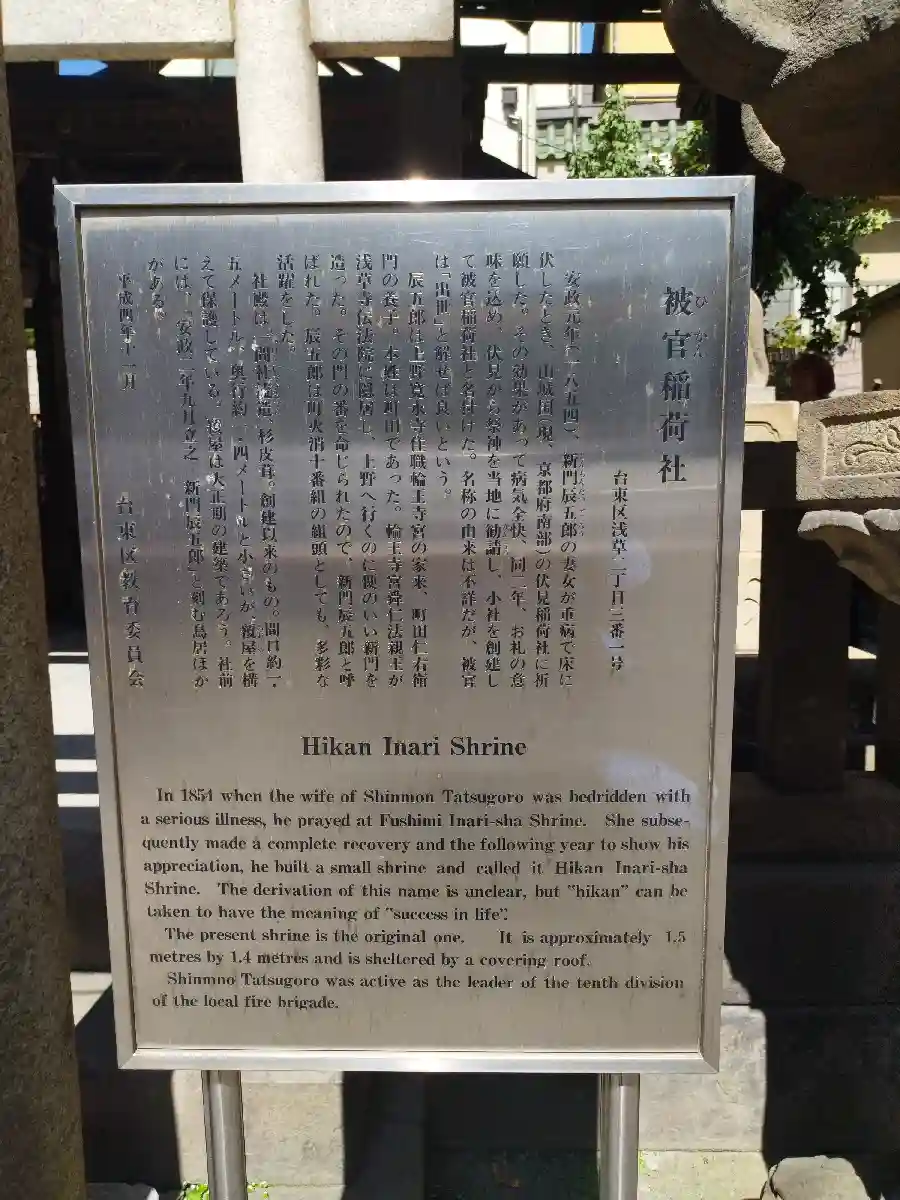 被官稲荷社
ひかん
台東区浅草二丁目三番一号
安政元年(一八五四)、新門辰五郎の妻女が重病で床に
伏したとき、山城国(現、京都府南部)の伏見稲荷社に祈
願した。その効果があって病気全快、同二年、お礼の意
味を込め、伏見から祭神を当地に勧請し、小社を創建し
て被官稲荷社と名付けた。名称の由来は不詳だが、被官
は「出世」と解せば良いという。
辰五郎は上野寛永寺住職輪王寺宮の家来、町田仁右衛
門の養子。本姓は町田であった。輪王寺宮舜仁法親王が
浅草寺伝法院に隠居し、上野へ行くのに便のいい新門を
造った。その門の番を命じられたので、新門辰五郎と呼
ばれた。辰五郎は町火消十番組の組頭としても、多彩な
活躍をした。
社殿は、一間社流造、杉皮葺。創建以来のもの。間口約一・
五メートル、奥行約一・四メートルと小さいが、覆屋を構
えて保護している。覆屋は大正期の建築であろう。社前
には、「安政二年九月立之 新門辰五郎」と刻む鳥居ほか
がある。
平成四年十一月
台東区教育委員会
Hikan Inari Shrine
In 1854 when the wife of Shinmon Tatsugoro was bedridden with
a serious illness, he prayed at Fushimi Inari-sha Shrine. She subse-
quently made a complete recovery and the following year to show his
appreciation, he built a small shrine and called it Hikan Inari-sha
Shrine. The derivation of this name is unclear, but "hikan" can be
taken to have the meaning of "success in life".
The present shrine is the original one. It is approximately 1.5
metres by 1.4 metres and is sheltered by a covering roof.
Shinmno Tatsugoro was active as the leader of the tenth division
of the local fire brigade.